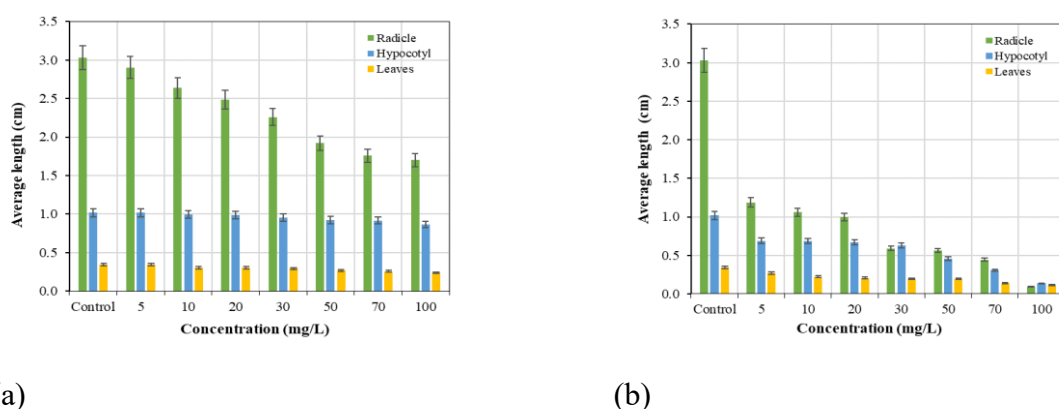 3.5
3.0
2.5
2.0
1.5
1.0
0.5
0.0
Average length (cm)
Radicle
Hypocotyl
Leaves
Control 5 10 20 30 50 70 100
Concentration (mg/L)
a)
3.5
3.0
2.5
2.0
1.5
1.0
0.5
0.0
Average length (cm)
Radicle
Hypocotyl
Leaves
Control 5 10 20 30 50 70 100
Concentration (mg/L)
(b)